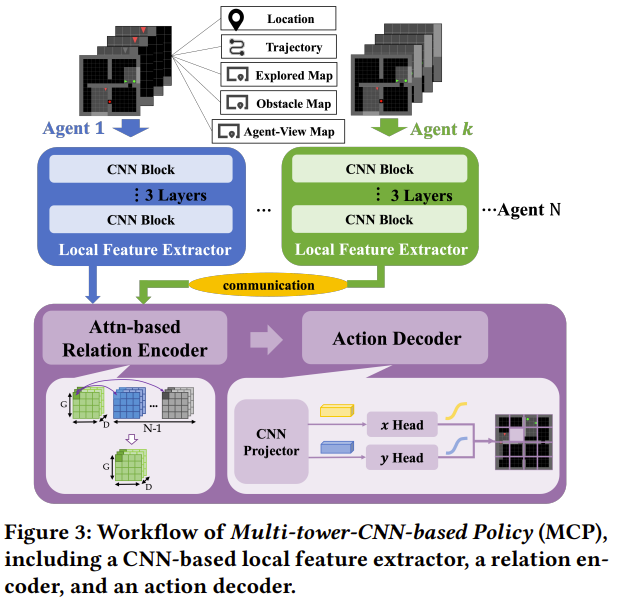 Location
Trajectory
Explored Map
Obstacle Map
Agent-View Map
Agent 1
Agent k
CNN Block
⋮ 3 Layers
CNN Block
Local Feature Extractor
...
CNN Block
⋮ 3 Layers
CNN Block
Local Feature Extractor
...Agent N
communication
Attn-based
Relation Encoder
Action Decoder
G
D
...
N-1
G
D
CNN
Projector
x Head
y Head
Figure 3: Workflow of Multi-tower-CNN-based Policy (MCP),
including a CNN-based local feature extractor, a relation en-
coder, and an action decoder.